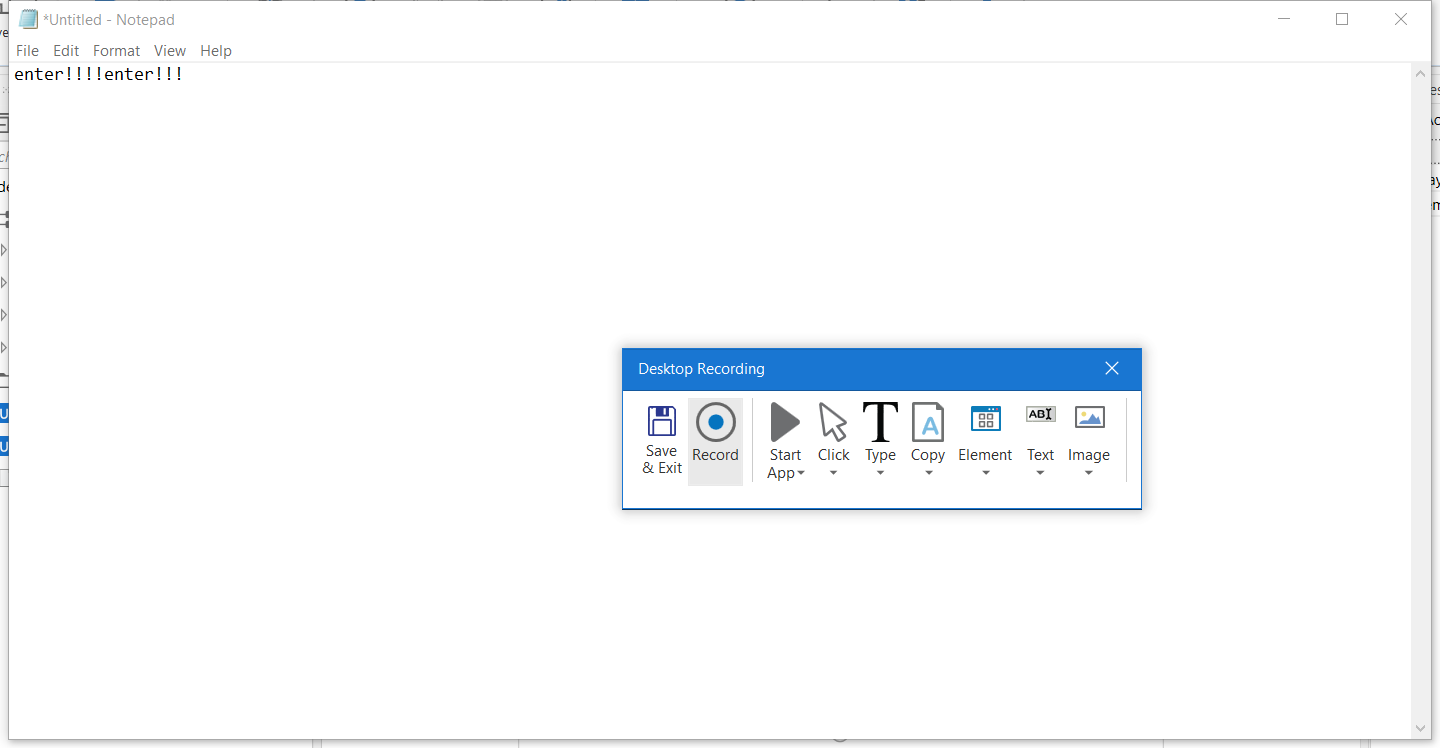 *Untitled - Notepad
File Edit Format View Help
enter!!!!enter!!!
Desktop Recording
Save & Exit
Record
Start App
Click
Type
Copy
A
Element
ABI
Text
Image